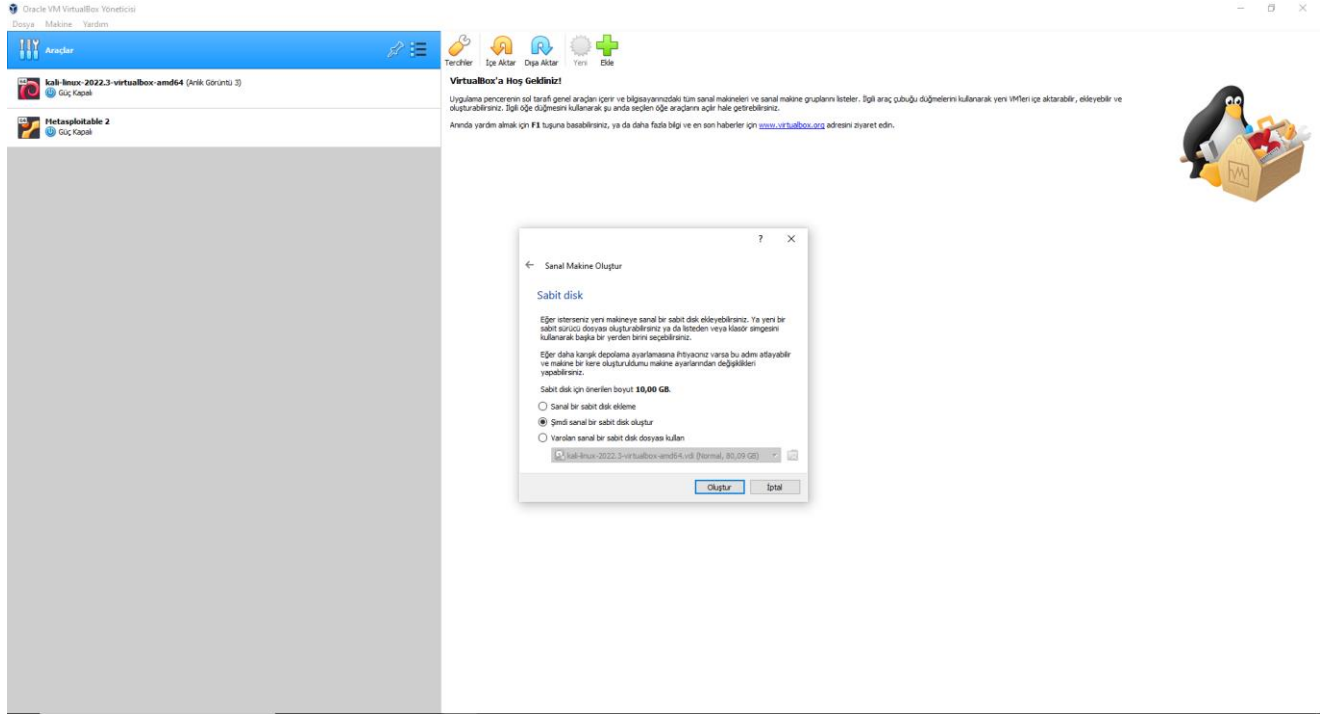 Oracle VM VirtualBox Yöneticisi
Dosya Makine Yardım
Araçlar
Tercihler İçe Aktar Dışa Aktar Yeni Ekle
kali-linux-2022.3-virtualbox-amd64 (Anlık Görüntü 3)
Güç Kapalı
Metasploitable 2
Güç Kapalı
VirtualBox'a Hoş Geldiniz!
Uygulama pencerenin sol tarafı genel araçları içerir ve bilgisayarınızdaki tüm sanal makineleri ve sanal makine gruplarını listeler. İlgili araç çubuğu düğmelerini kullanarak yeni VM'leri içe aktarabilir, ekleyebilir ve
oluşturabilirsiniz. İlgili öğe düğmesini kullanarak şu anda seçilen öğe araçlarını açılır hale getirebilirsiniz.
Anında yardım almak için F1 tuşuna basabilirsiniz, ya da daha fazla bilgi ve en son haberler için www.virtualbox.org adresini ziyaret edin.
Sanal Makine Oluştur
Sabit disk
Eğer isterseniz yeni makineye sanal bir sabit disk ekleyebilirsiniz. Ya yeni bir
sabit sürücü dosyası oluşturabilirsiniz ya da listeden veya klasör simgesini
kullanarak başka bir yerden birini seçebilirsiniz.
Eğer daha karışık depolama ayarlamasına ihtiyacınız varsa bu adımı atlayabilir
ve makine bir kere oluşturuldumu makine ayarlarından değişiklikleri
yapabilirsiniz.
Sabit disk için önerilen boyut 10,00 GB.
Sanal bir sabit disk ekleme
Şimdi sanal bir sabit disk oluştur
Varolan sanal bir sabit disk dosyası kullan
kali-linux-2022.3-virtualbox-amd64.vdi (Normal, 80,09 GB)
Oluştur İptal